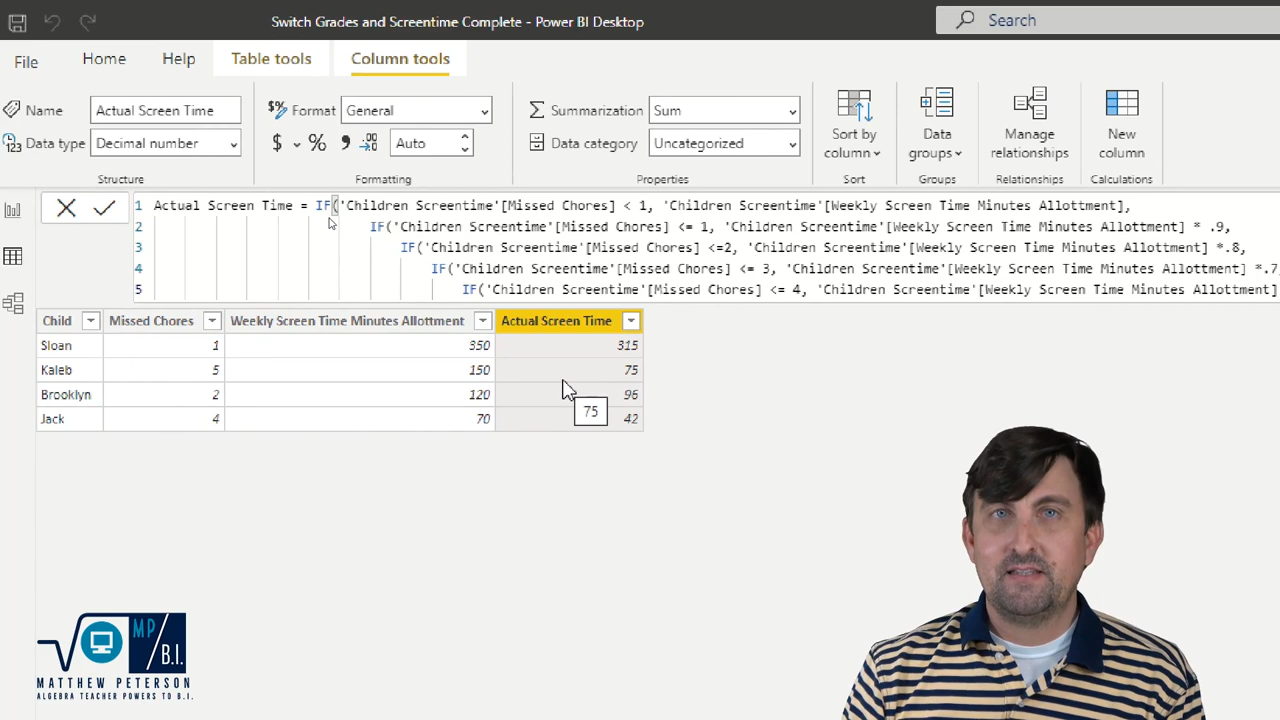 Switch Grades and Screentime Complete - Power BI Desktop
Search
File Home Help Table tools Column tools
Name Actual Screen Time
Data type Decimal number
Structure
Format General
$ % 9 Auto
Formatting
Summarization Sum
Data category Uncategorized
Properties
Sort by column
Sort
Data groups
Groups
Manage relationships
Relationships
New column
Calculations
1 Actual Screen Time = IF('Children Screentime'[Missed Chores] < 1, 'Children Screentime'[Weekly Screen Time Minutes Allottment],
2 IF('Children Screentime'[Missed Chores] <= 1, 'Children Screentime'[Weekly Screen Time Minutes Allottment] * .9,
3 IF('Children Screentime'[Missed Chores] <=2, 'Children Screentime'[Weekly Screen Time Minutes Allottment] *.8,
4 IF('Children Screentime'[Missed Chores] <= 3, 'Children Screentime'[Weekly Screen Time Minutes Allottment] *.7
5 IF('Children Screentime'[Missed Chores] <= 4, 'Children Screentime'[Weekly Screen Time Minutes Allottment]
Child Missed Chores Weekly Screen Time Minutes Allottment Actual Screen Time
Sloan 1 350 315
Kaleb 5 150 75
Brooklyn 2 120 96
Jack 4 70 42
75
MP
B.I.
MATTHEW PETERSON
ALGEBRA TEACHER POWERS TO B.I.